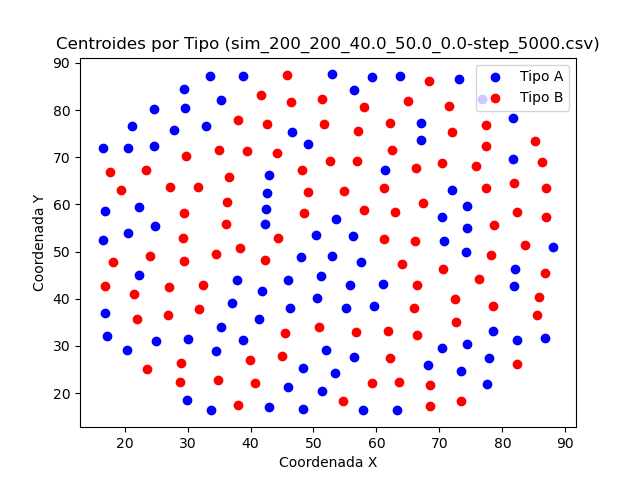 Centroides por Tipo (sim_200_200_40.0_50.0_0.0-step_5000.csv)
Tipo A
Tipo B
90
80
70
60
50
40
30
20
Coordenada Y
20 30 40 50 60 70 80 90
Coordenada X